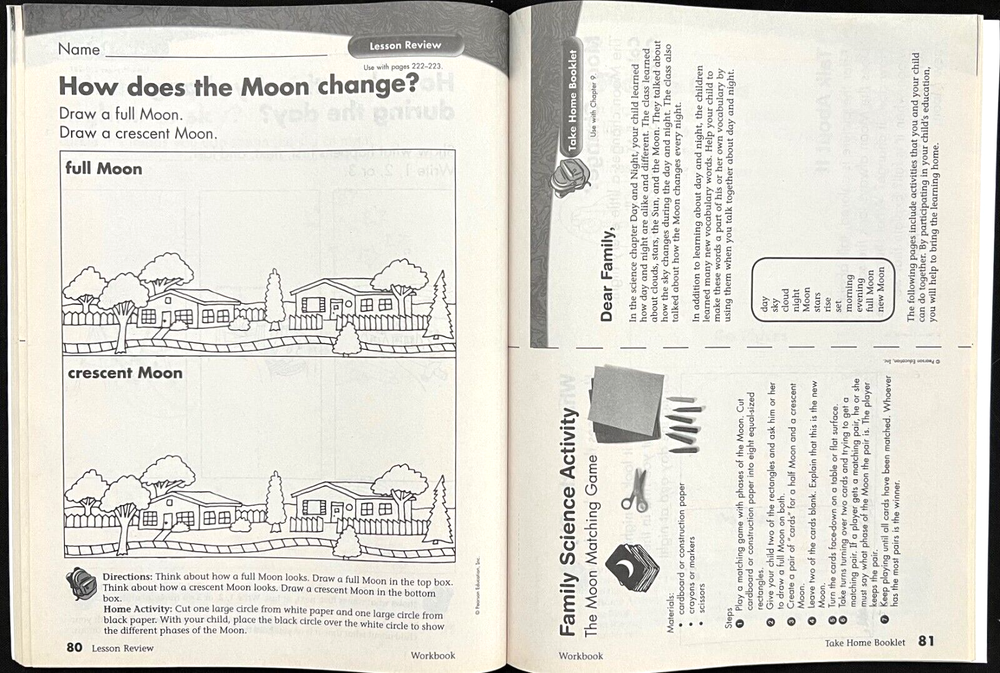 Name
Lesson Review
Use with pages 222–223.
How does the Moon change?
Draw a full Moon.
Draw a crescent Moon.
full Moon
crescent Moon
Directions: Think about how a full Moon looks. Draw a full Moon in the top box.
Think about how a crescent Moon looks. Draw a crescent Moon in the bottom
box.
Home Activity: Cut one large circle from white paper and one large circle from
black paper. With your child, place the black circle over the white circle to show
the different phases of the Moon.
© Pearson Education, Inc.
80 Lesson Review
Workbook
Take Home Booklet
Use with Chapter 9.
Dear Family,
In the science chapter Day and Night, your child learned
how day and night are alike and different. The class learned
about clouds, stars, the Sun, and the Moon. They talked about
how the sky changes during the day and night. The class also
talked about how the Moon changes every night.
In addition to learning about day and night, the children
learned many new vocabulary words. Help your child to
make these words a part of his or her own vocabulary by
using them when you talk together about day and night.
day
sky
cloud
night
Moon
stars
rise
set
morning
evening
full Moon
new Moon
The following pages include activities that you and your child
can do together. By participating in your child's education,
you will help to bring the learning home.
© Pearson Education, Inc.
Family Science Activity
The Moon Matching Game
Materials:
• cardboard or construction paper
• crayons or markers
• scissors
Steps
1 Play a matching game with phases of the Moon. Cut
cardboard or construction paper into eight equal-sized
rectangles.
2 Give your child two of the rectangles and ask him or her
to draw a full Moon on both.
3 Create a pair of "cards" for a half Moon and a crescent
Moon.
4 Leave two of the cards blank. Explain that this is the new
Moon.
5 Turn the cards face-down on a table or flat surface.
6 Take turns turning over two cards and trying to get a
matching pair. If a player gets a matching pair, he or she
must say what phase of the Moon the pair is. The player
keeps the pair.
7 Keep playing until all cards have been matched. Whoever
has the most pairs is the winner.
Workbook
Take Home Booklet 81